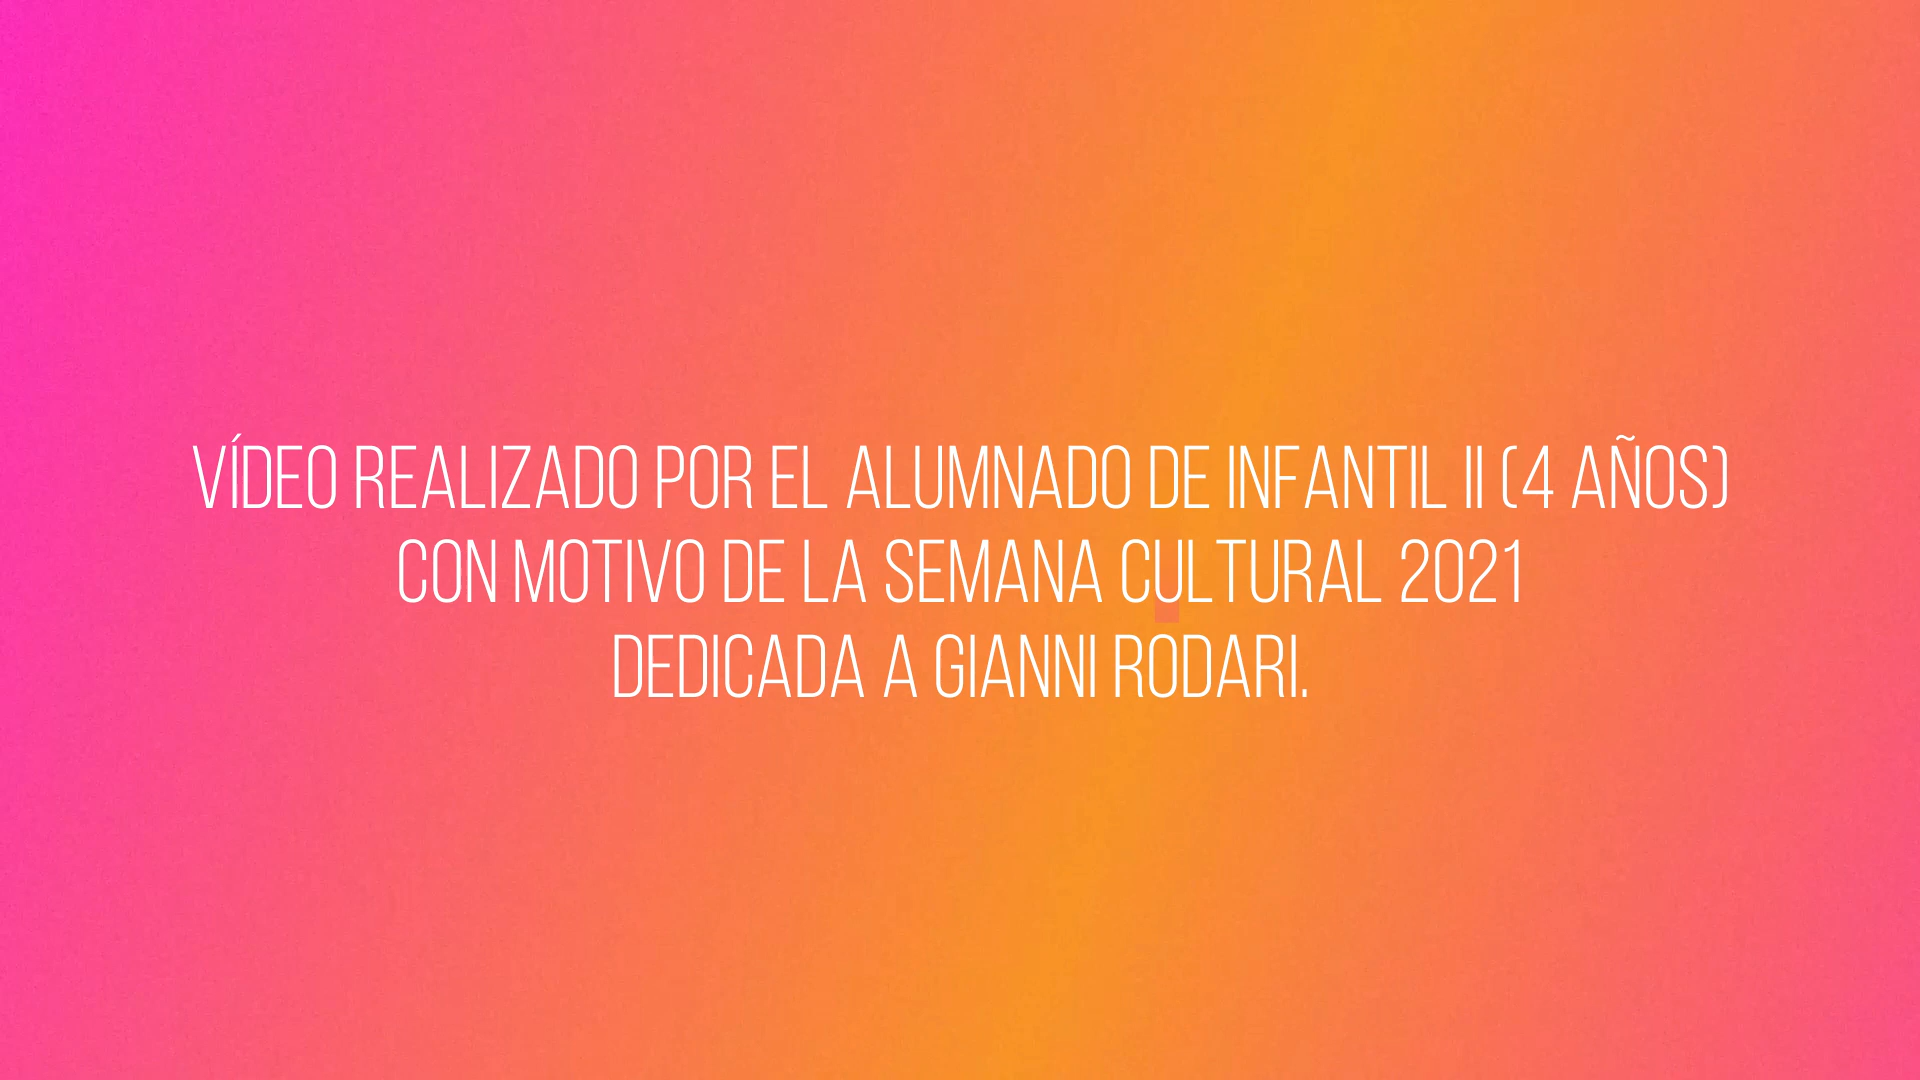 VÍDEO REALIZADO POR EL ALUMNADO DE INFANTIL II (4 AÑOS)
CON MOTIVO DE LA SEMANA CULTURAL 2021
DEDICADA A GIANNI RODARI.